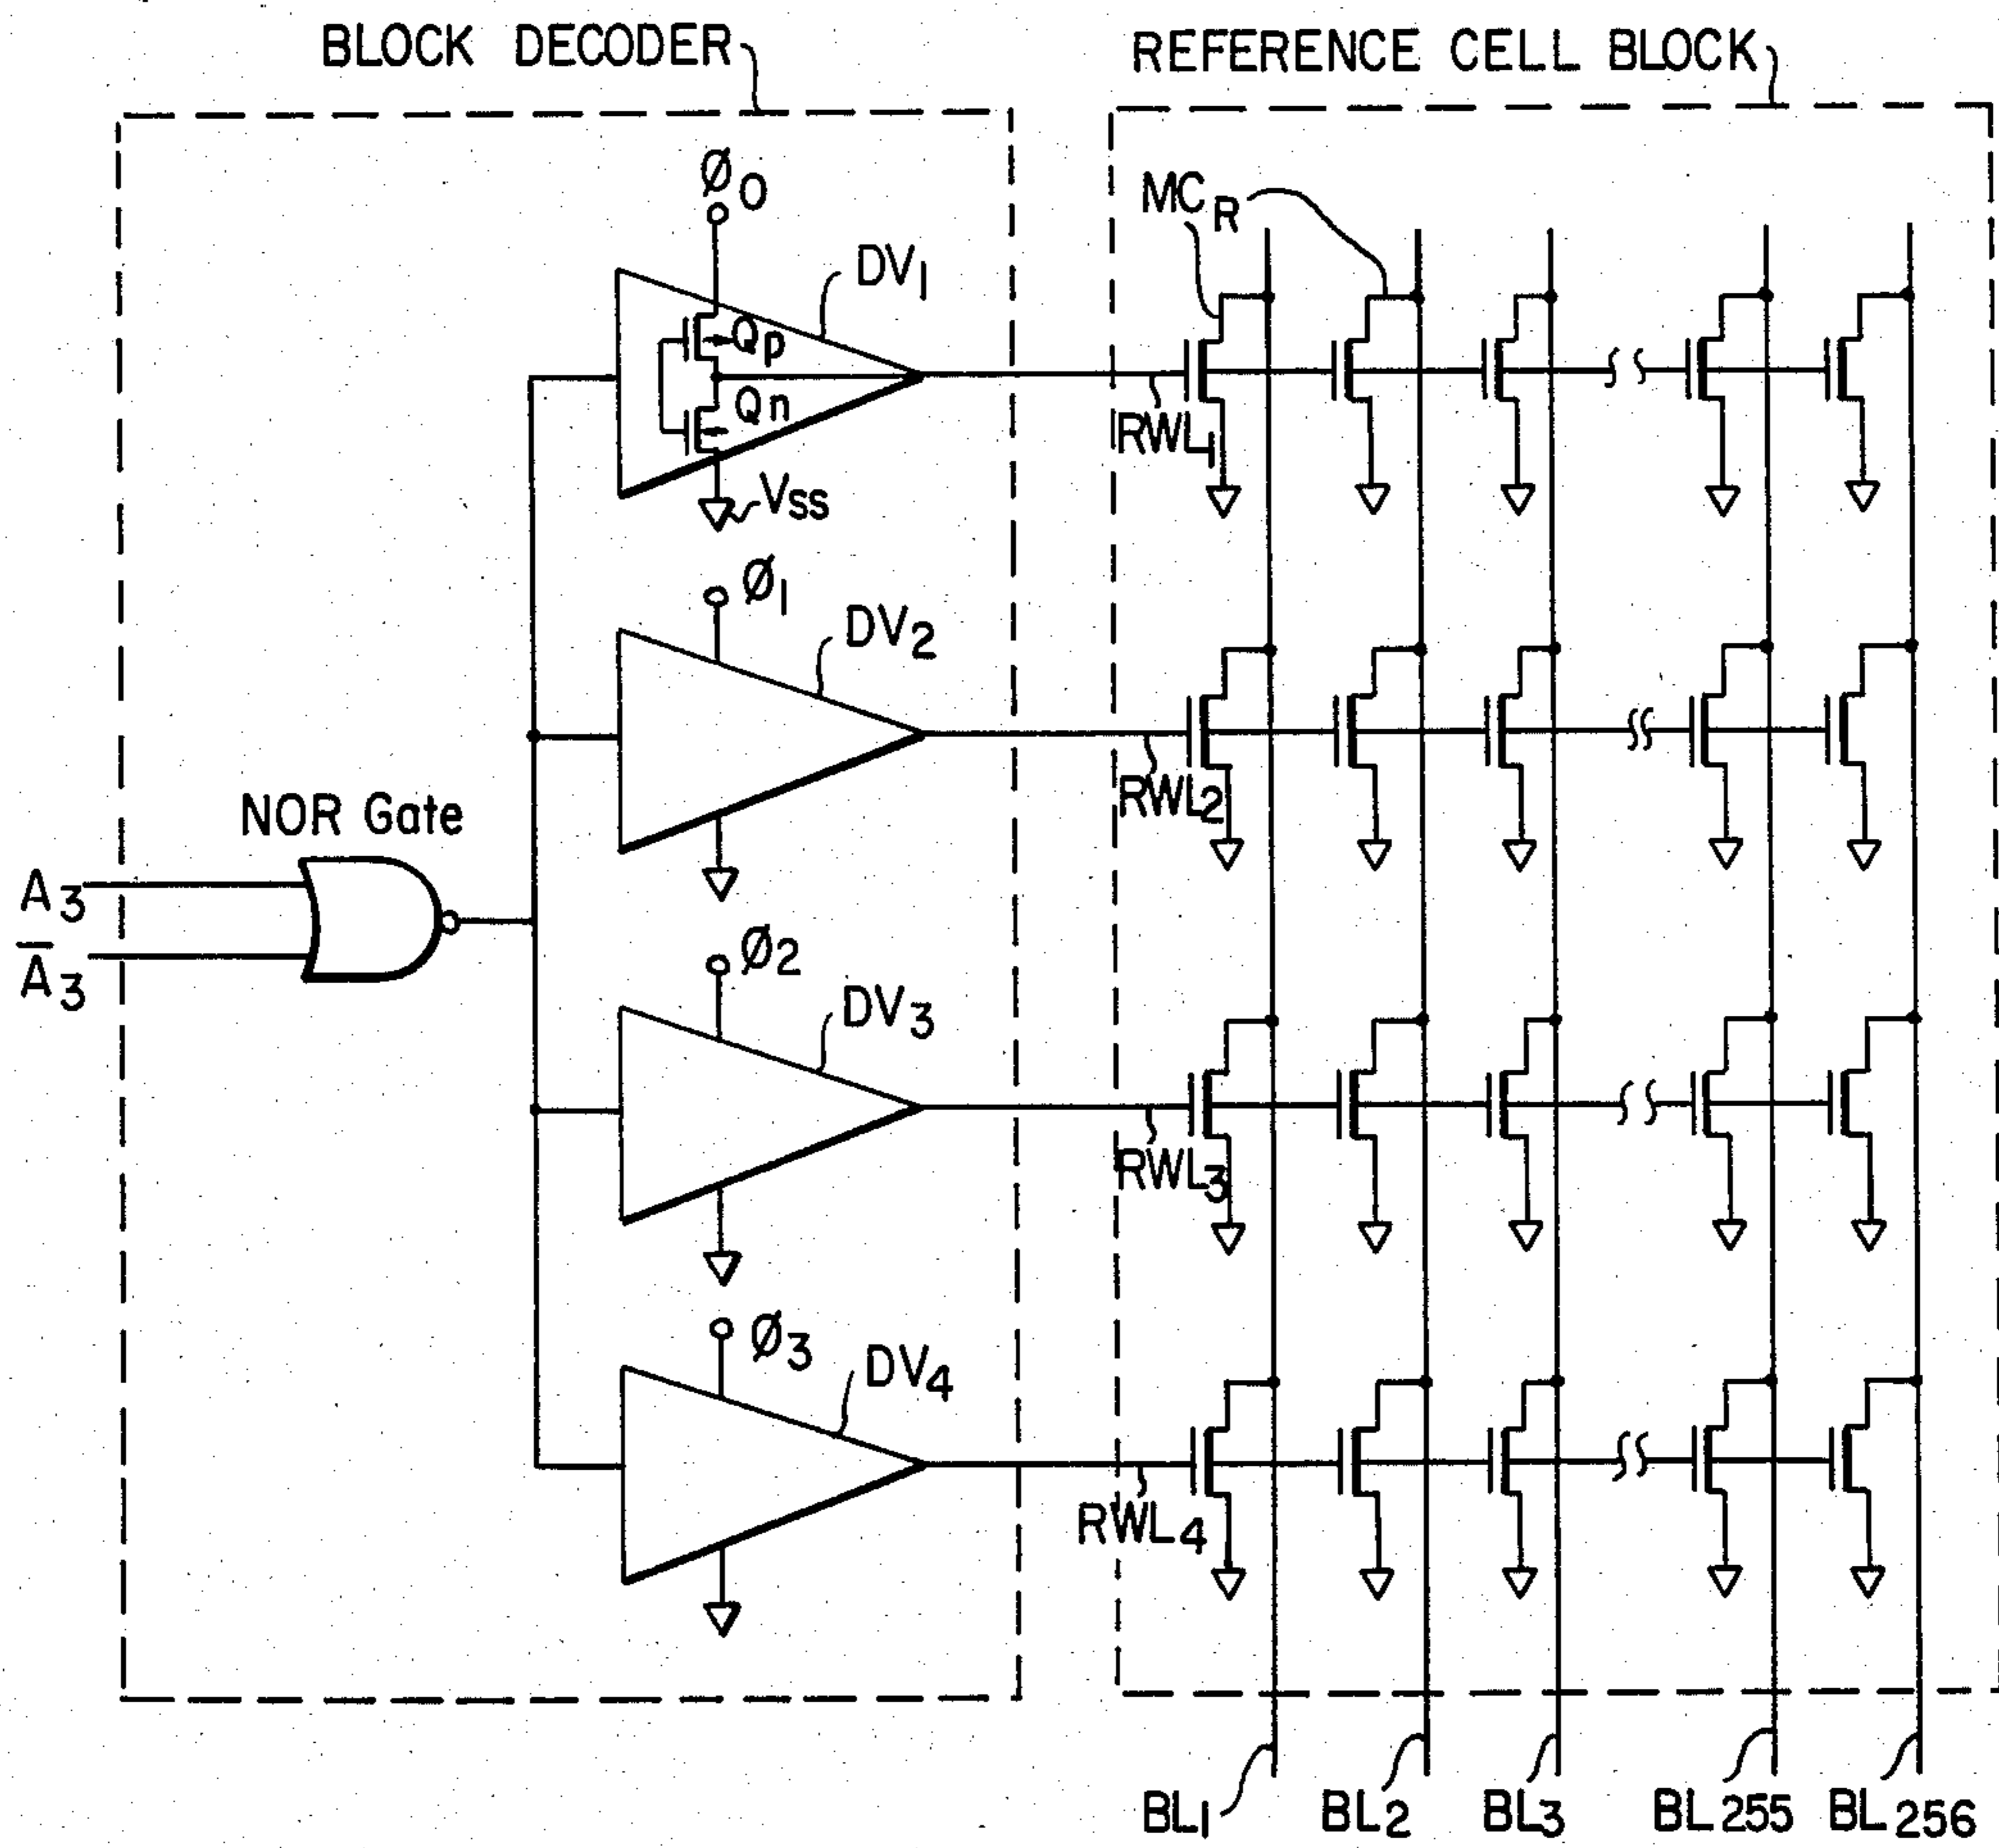 BLOCK DECODER
REFERENCE CELL BLOCK
Ø0
MCR
DV1
Qp
Qn
RWL1
VSS
Ø1
DV2
RWL2
NOR Gate
A3
A̅3
Ø2
DV3
RWL3
Ø3
DV4
RWL4
BL1
BL2
BL3
BL255
BL256